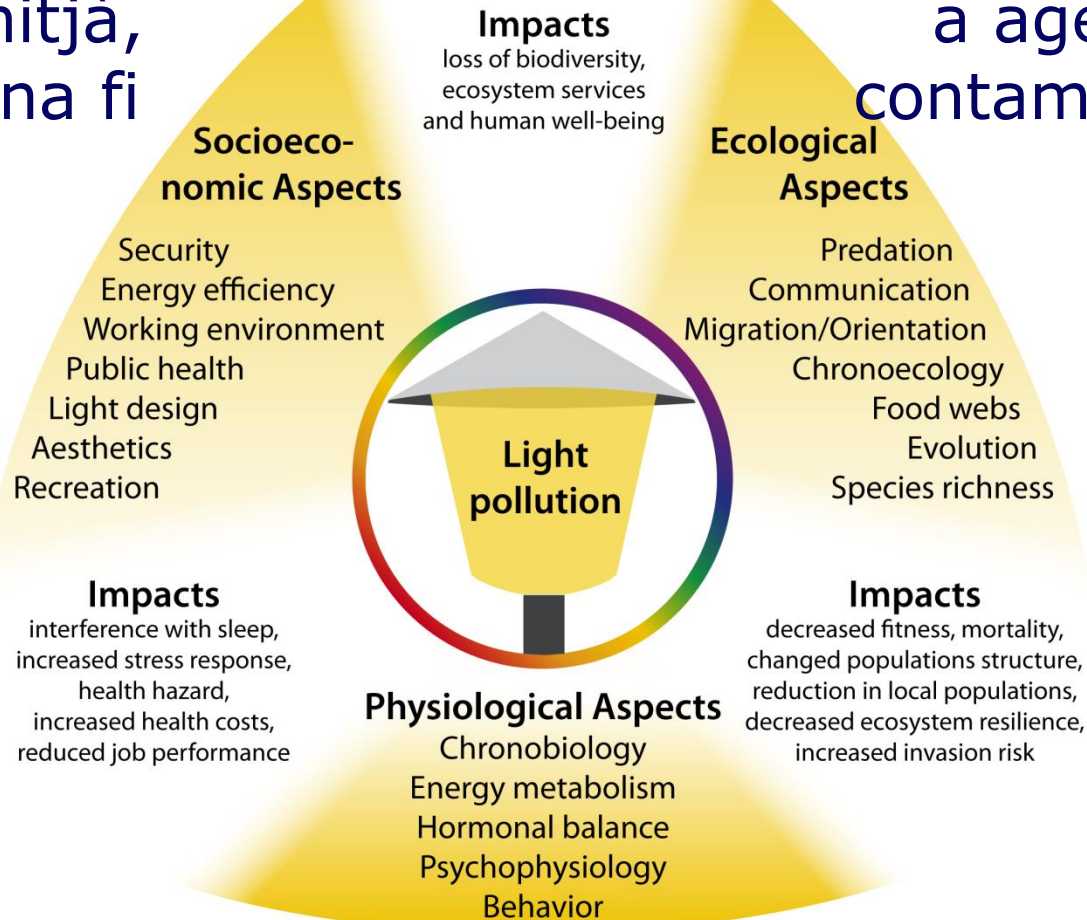 mitjà,
na fi
a age
contam
Impacts
loss of biodiversity,
ecosystem services
and human well-being
Socioeco-
nomic Aspects
Security
Energy efficiency
Working environment
Public health
Light design
Aesthetics
Recreation
Ecological
Aspects
Predation
Communication
Migration/Orientation
Chronoecology
Food webs
Evolution
Species richness
Light
pollution
Impacts
interference with sleep,
increased stress response,
health hazard,
increased health costs,
reduced job performance
Impacts
decreased fitness, mortality,
changed populations structure,
reduction in local populations,
decreased ecosystem resilience,
increased invasion risk
Physiological Aspects
Chronobiology
Energy metabolism
Hormonal balance
Psychophysiology
Behavior